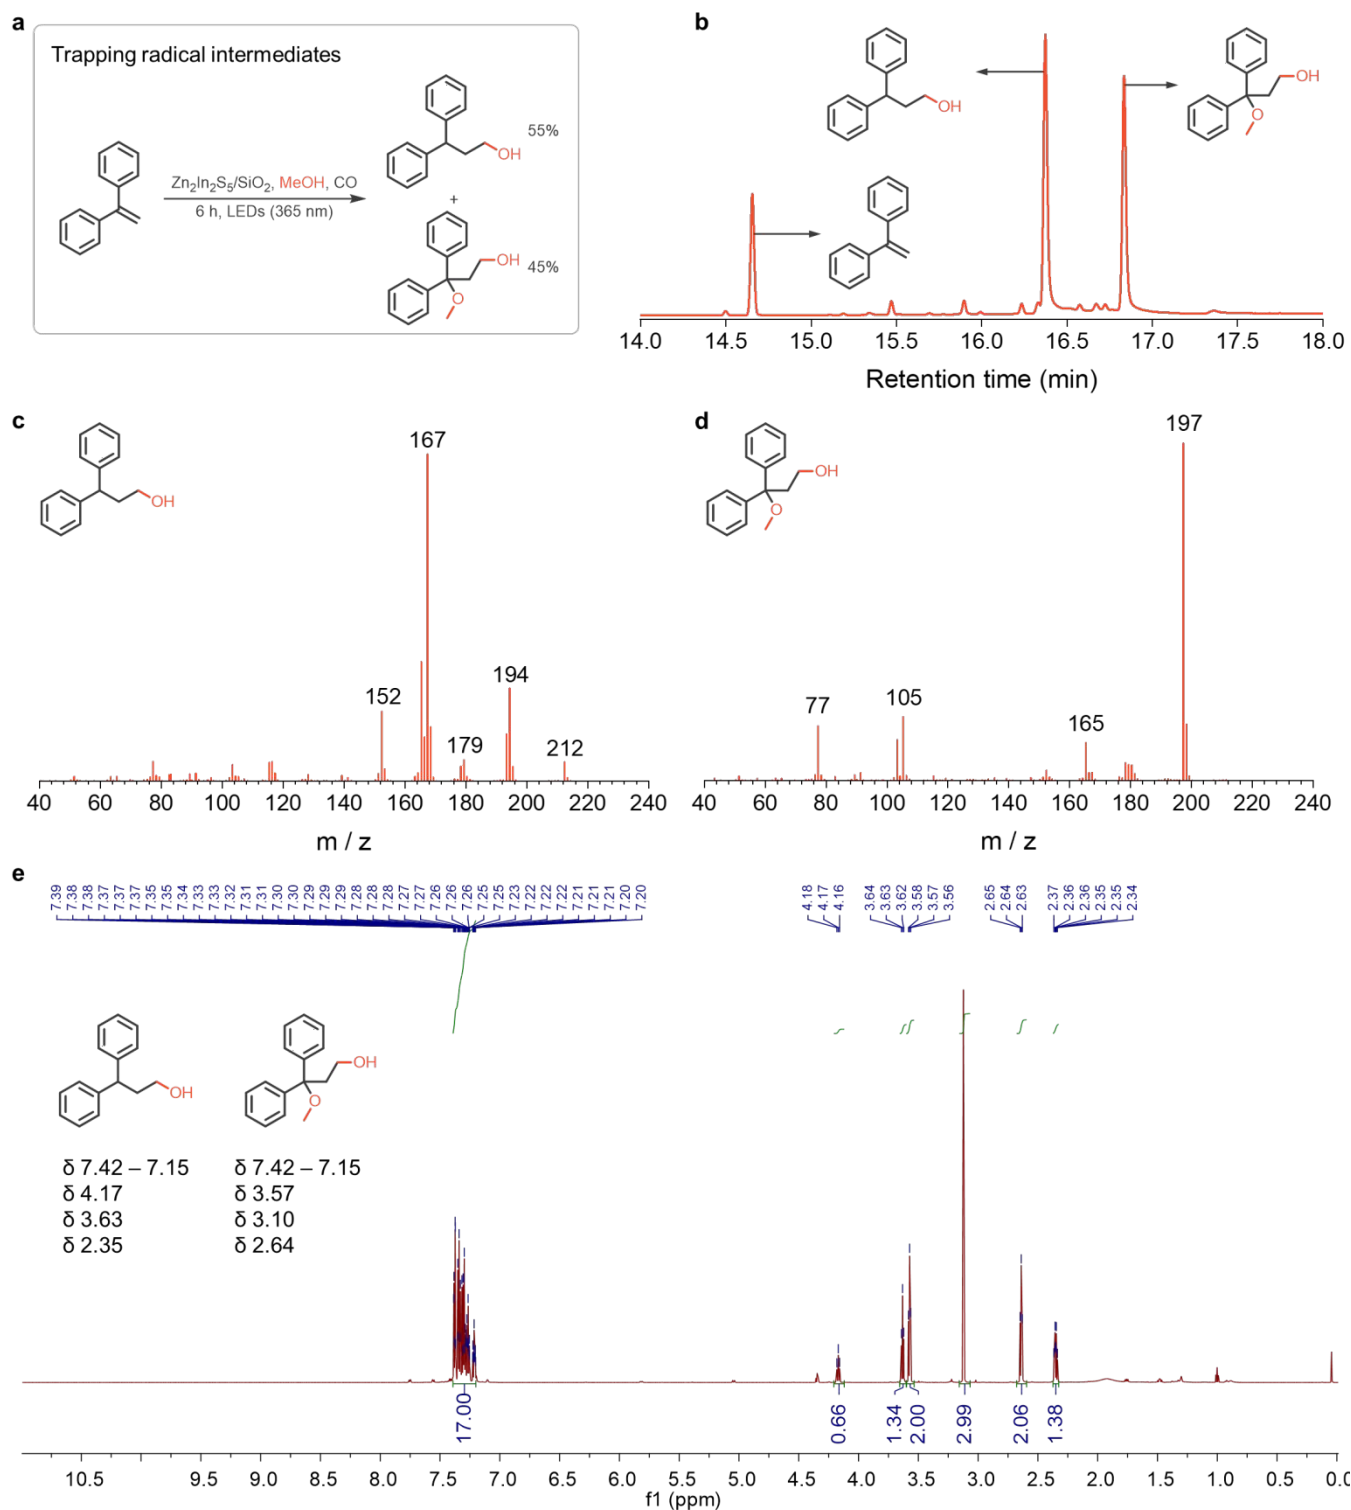 a
Trapping radical intermediates
Zn2In2S5/SiO2, MeOH, CO
6 h, LEDs (365 nm)
OH
55%
+
OH
O
45%
b
OH
OH
O
14.0 14.5 15.0 15.5 16.0 16.5 17.0 17.5 18.0
Retention time (min)
c
OH
167
152
179
194
212
40 60 80 100 120 140 160 180 200 220 240
m / z
d
OH
O
197
77
105
165
40 60 80 100 120 140 160 180 200 220 240
m / z
e
7.39 7.38 7.38 7.37 7.37 7.37 7.35 7.35 7.34 7.33 7.33 7.32 7.31 7.31 7.30 7.30 7.29 7.29 7.29 7.28 7.28 7.28 7.27 7.27 7.26 7.26 7.26 7.25 7.25 7.23 7.22 7.22 7.22 7.21 7.21 7.20 7.20
4.18 4.17 4.16 3.64 3.63 3.62 3.58 3.57 3.56 2.65 2.64 2.63 2.37 2.36 2.36 2.35 2.35 2.34
OH
OH
O
δ 7.42 – 7.15
δ 4.17
δ 3.63
δ 2.35
δ 7.42 – 7.15
δ 3.57
δ 3.10
δ 2.64
17.00 0.66 1.34 2.00 2.99 2.06 1.38
10.5 9.5 9.0 8.5 8.0 7.5 7.0 6.5 6.0 5.5 5.0 4.5 4.0 3.5 3.0 2.5 2.0 1.5 1.0 0.5
f1 (ppm)